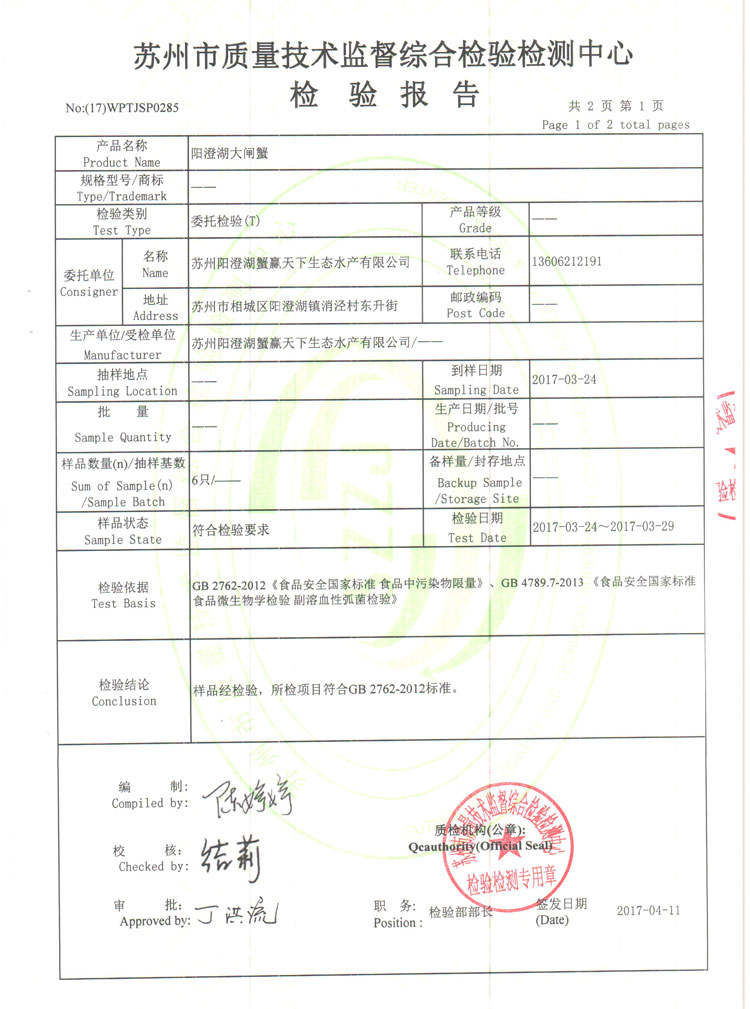 苏州市质量技术监督综合检验检测中心
检 验 报 告
No:(17)WPTJSP0285
共 2 页 第 1 页
Page 1 of 2 total pages
产品名称
Product Name
阳澄湖大闸蟹
规格型号/商标
Type/Trademark
——
检验类别
Test Type
委托检验(T)
产品等级
Grade
——
委托单位
Consigner
名称
Name
苏州阳澄湖蟹赢天下生态水产有限公司
联系电话
Telephone
13606212191
地址
Address
苏州市相城区阳澄湖镇消泾村东升街
邮政编码
Post Code
——
生产单位/受检单位
Manufacturer
苏州阳澄湖蟹赢天下生态水产有限公司/——
抽样地点
Sampling Location
——
到样日期
Sampling Date
2017-03-24
批 量
Sample Quantity
——
生产日期/批号
Producing
Date/Batch No.
——
样品数量(n)/抽样基数
Sum of Sample(n)
/Sample Batch
6只/——
备样量/封存地点
Backup Sample
/Storage Site
——
样品状态
Sample State
符合检验要求
检验日期
Test Date
2017-03-24～2017-03-29
检验依据
Test Basis
GB 2762-2012《食品安全国家标准 食品中污染物限量》、GB 4789.7-2013 《食品安全国家标准
食品微生物学检验 副溶血性弧菌检验》
检验结论
Conclusion
样品经检验，所检项目符合GB 2762-2012标准。
编 制:
Compiled by:
陈婷婷
校 核:
Checked by:
审 批:
Approved by:
丁洪流
质检机构(公章):
Qcauthority(Official Seal)
苏州市质量技术监督综合检验检测中心
检验检测专用章
职 务:
Position :
检验部部长
签发日期
(Date)
2017-04-11